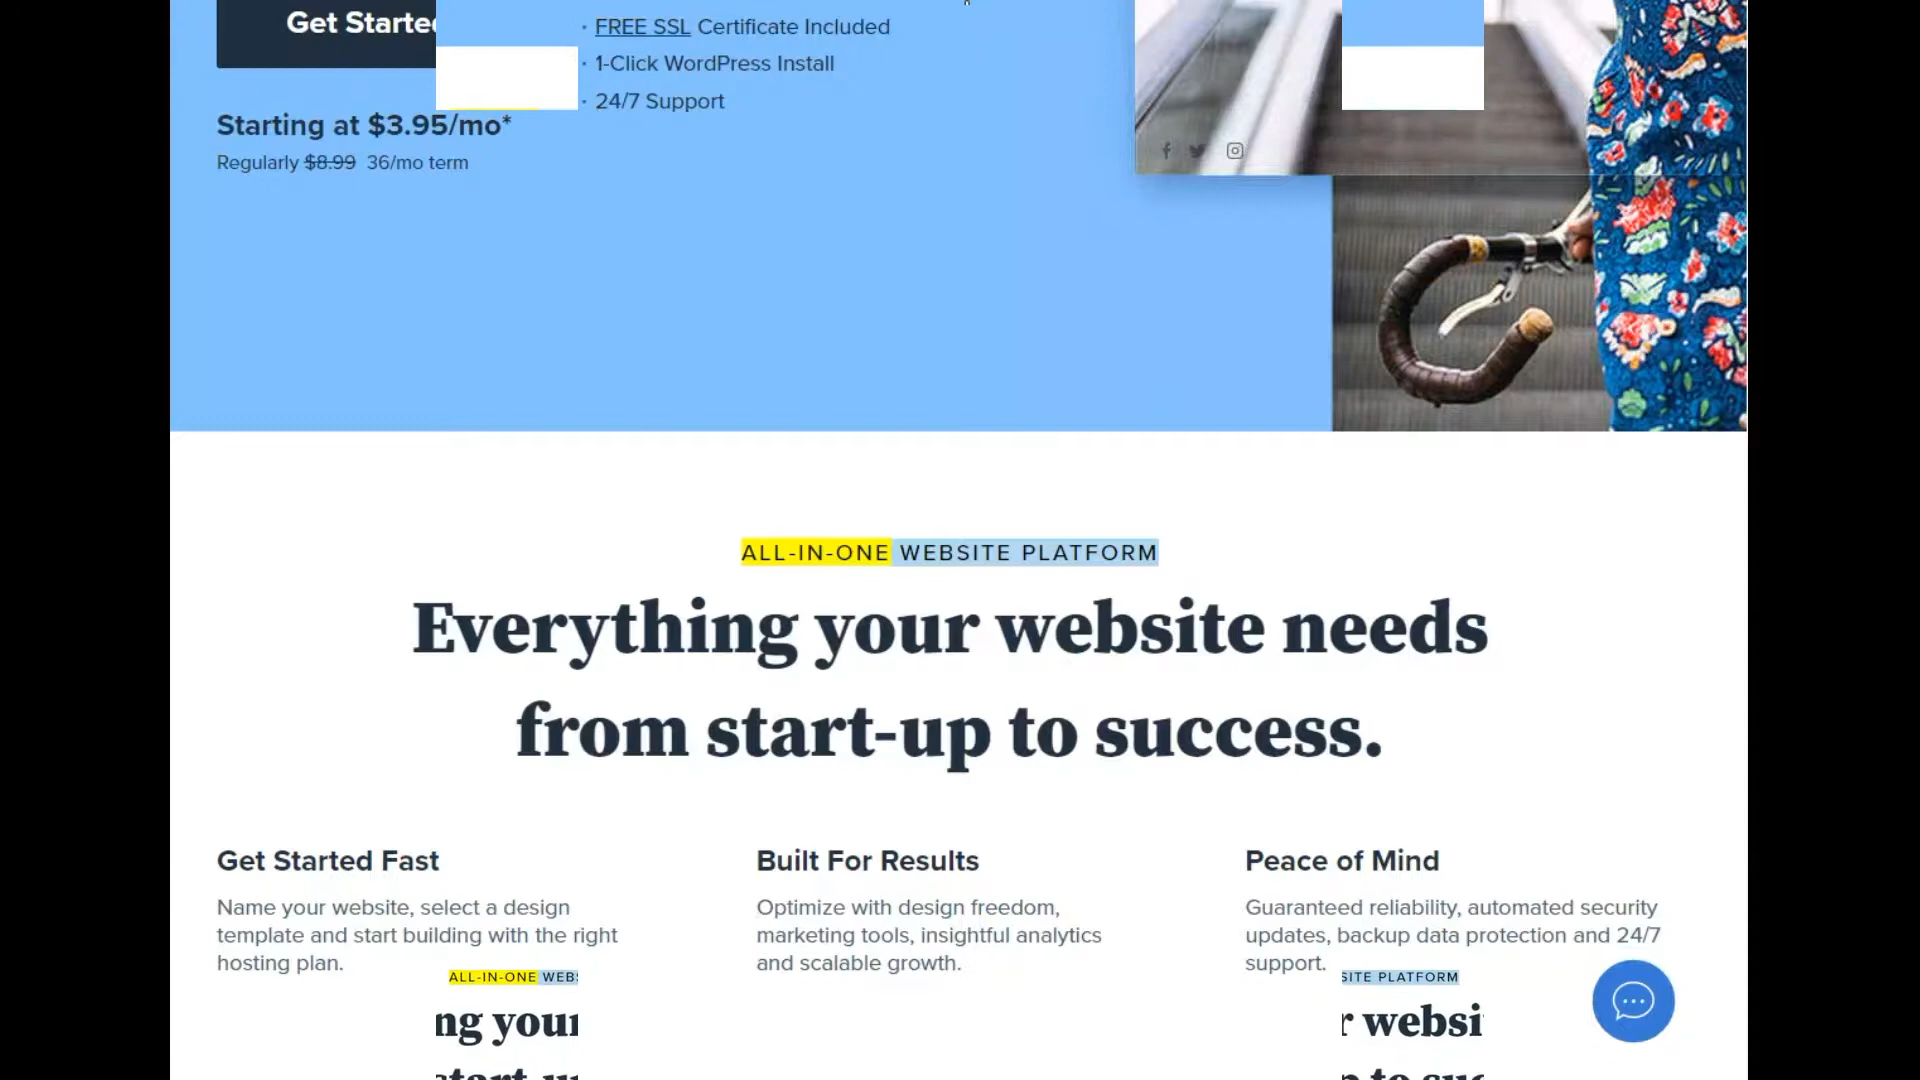 Get Starte
· FREE SSL Certificate Included
· 1-Click WordPress Install
· 24/7 Support
Starting at $3.95/mo*
Regularly $8.99 36/mo term
ALL-IN-ONE WEBSITE PLATFORM
Everything your website needs
from start-up to success.
Get Started Fast
Name your website, select a design
template and start building with the right
hosting plan.
Built For Results
Optimize with design freedom,
marketing tools, insightful analytics
and scalable growth.
Peace of Mind
Guaranteed reliability, automated security
updates, backup data protection and 24/7
support.
ALL-IN-ONE WEBS
SITE PLATFORM
ng your
r websi